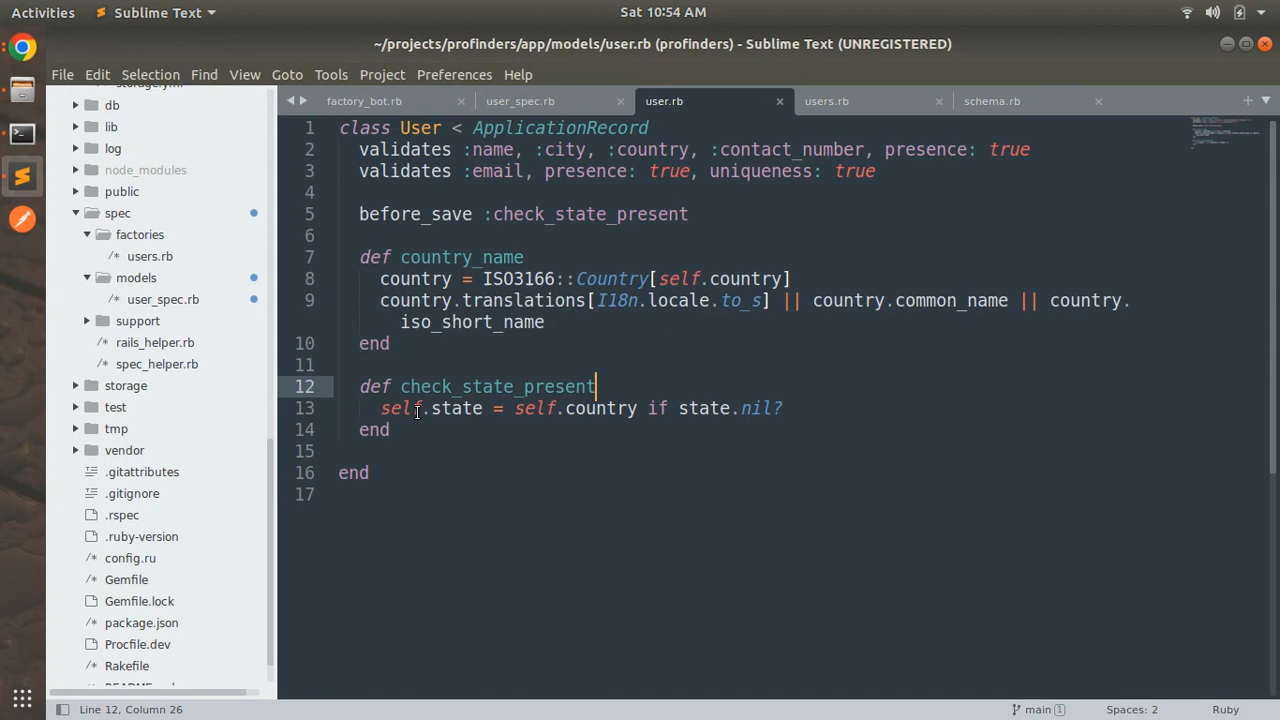 Activities Sublime Text Sat 10:54 AM
~/projects/profinders/app/models/user.rb (profinders) - Sublime Text (UNREGISTERED)
File Edit Selection Find View Goto Tools Project Preferences Help
storage.yml
db
lib
log
node_modules
public
spec
factories
/* users.rb
models
/* user_spec.rb
support
/* rails_helper.rb
/* spec_helper.rb
storage
test
tmp
vendor
.gitattributes
.gitignore
.rspec
.ruby-version
/* config.ru
/* Gemfile
Gemfile.lock
/* package.json
Procfile.dev
/* Rakefile
factory_bot.rb × user_spec.rb × user.rb × users.rb × schema.rb × +
1 class User < ApplicationRecord
2 validates :name, :city, :country, :contact_number, presence: true
3 validates :email, presence: true, uniqueness: true
4
5 before_save :check_state_present
6
7 def country_name
8 country = ISO3166::Country[self.country]
9 country.translations[I18n.locale.to_s] || country.common_name || country.
iso_short_name
10 end
11
12 def check_state_present
13 self.state = self.country if state.nil?
14 end
15
16 end
17
Line 12, Column 26 main 1 Spaces: 2 Ruby